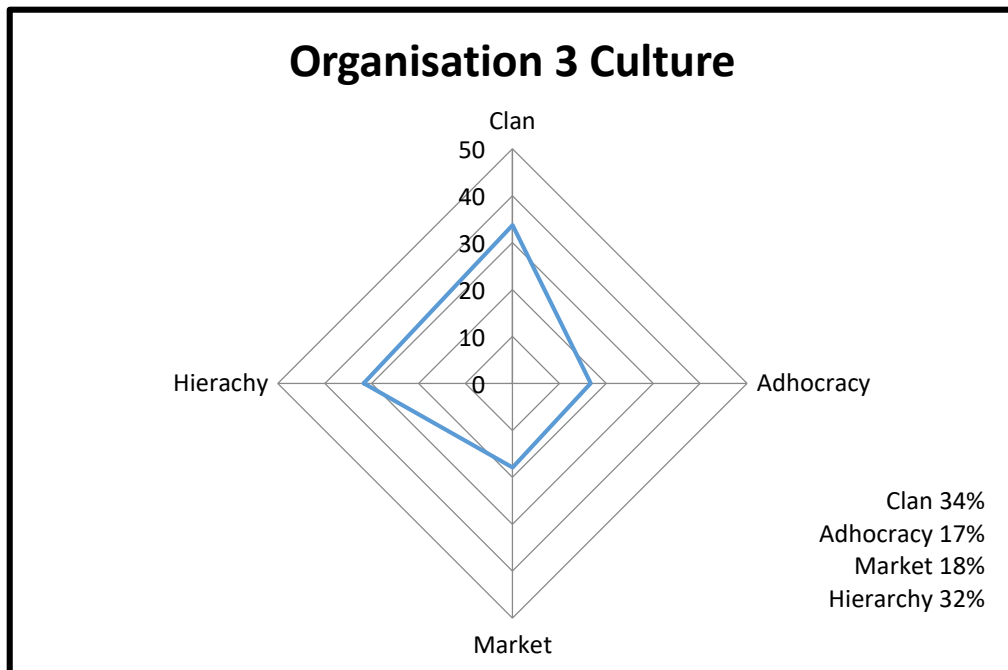 Organisation 3 Culture
Clan
50
40
30
20
10
0
Hierachy
Adhocracy
Market
Clan 34%
Adhocracy 17%
Market 18%
Hierarchy 32%